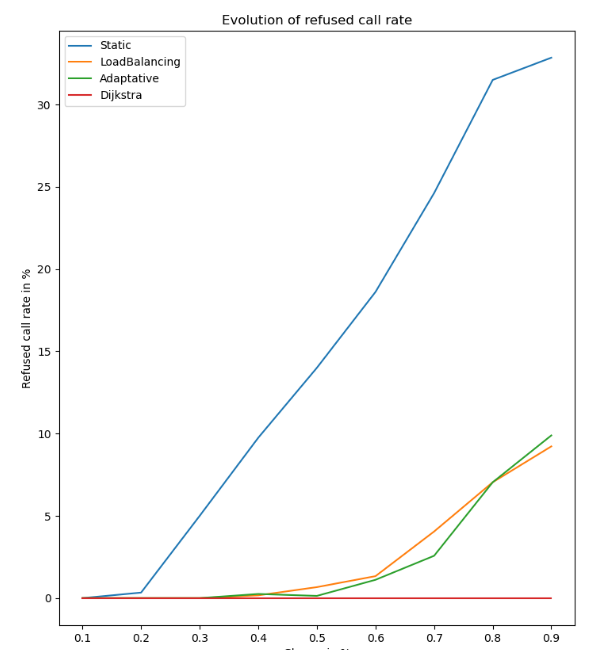 Evolution of refused call rate
Static
LoadBalancing
Adaptative
Dijkstra
Refused call rate in %
30
25
20
15
10
5
0
0.1 0.2 0.3 0.4 0.5 0.6 0.7 0.8 0.9
in %